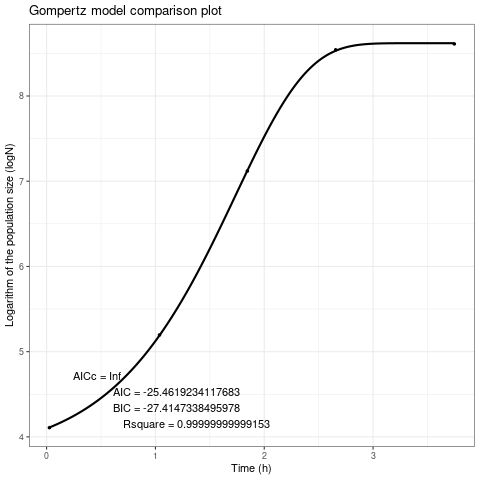 Gompertz model comparison plot
Logarithm of the population size (logN)
8
7
6
5
4
AICc = Inf
AIC = -25.4619234117683
BIC = -27.4147338495978
Rsquare = 0.99999999999153
0 1 2 3
Time (h)